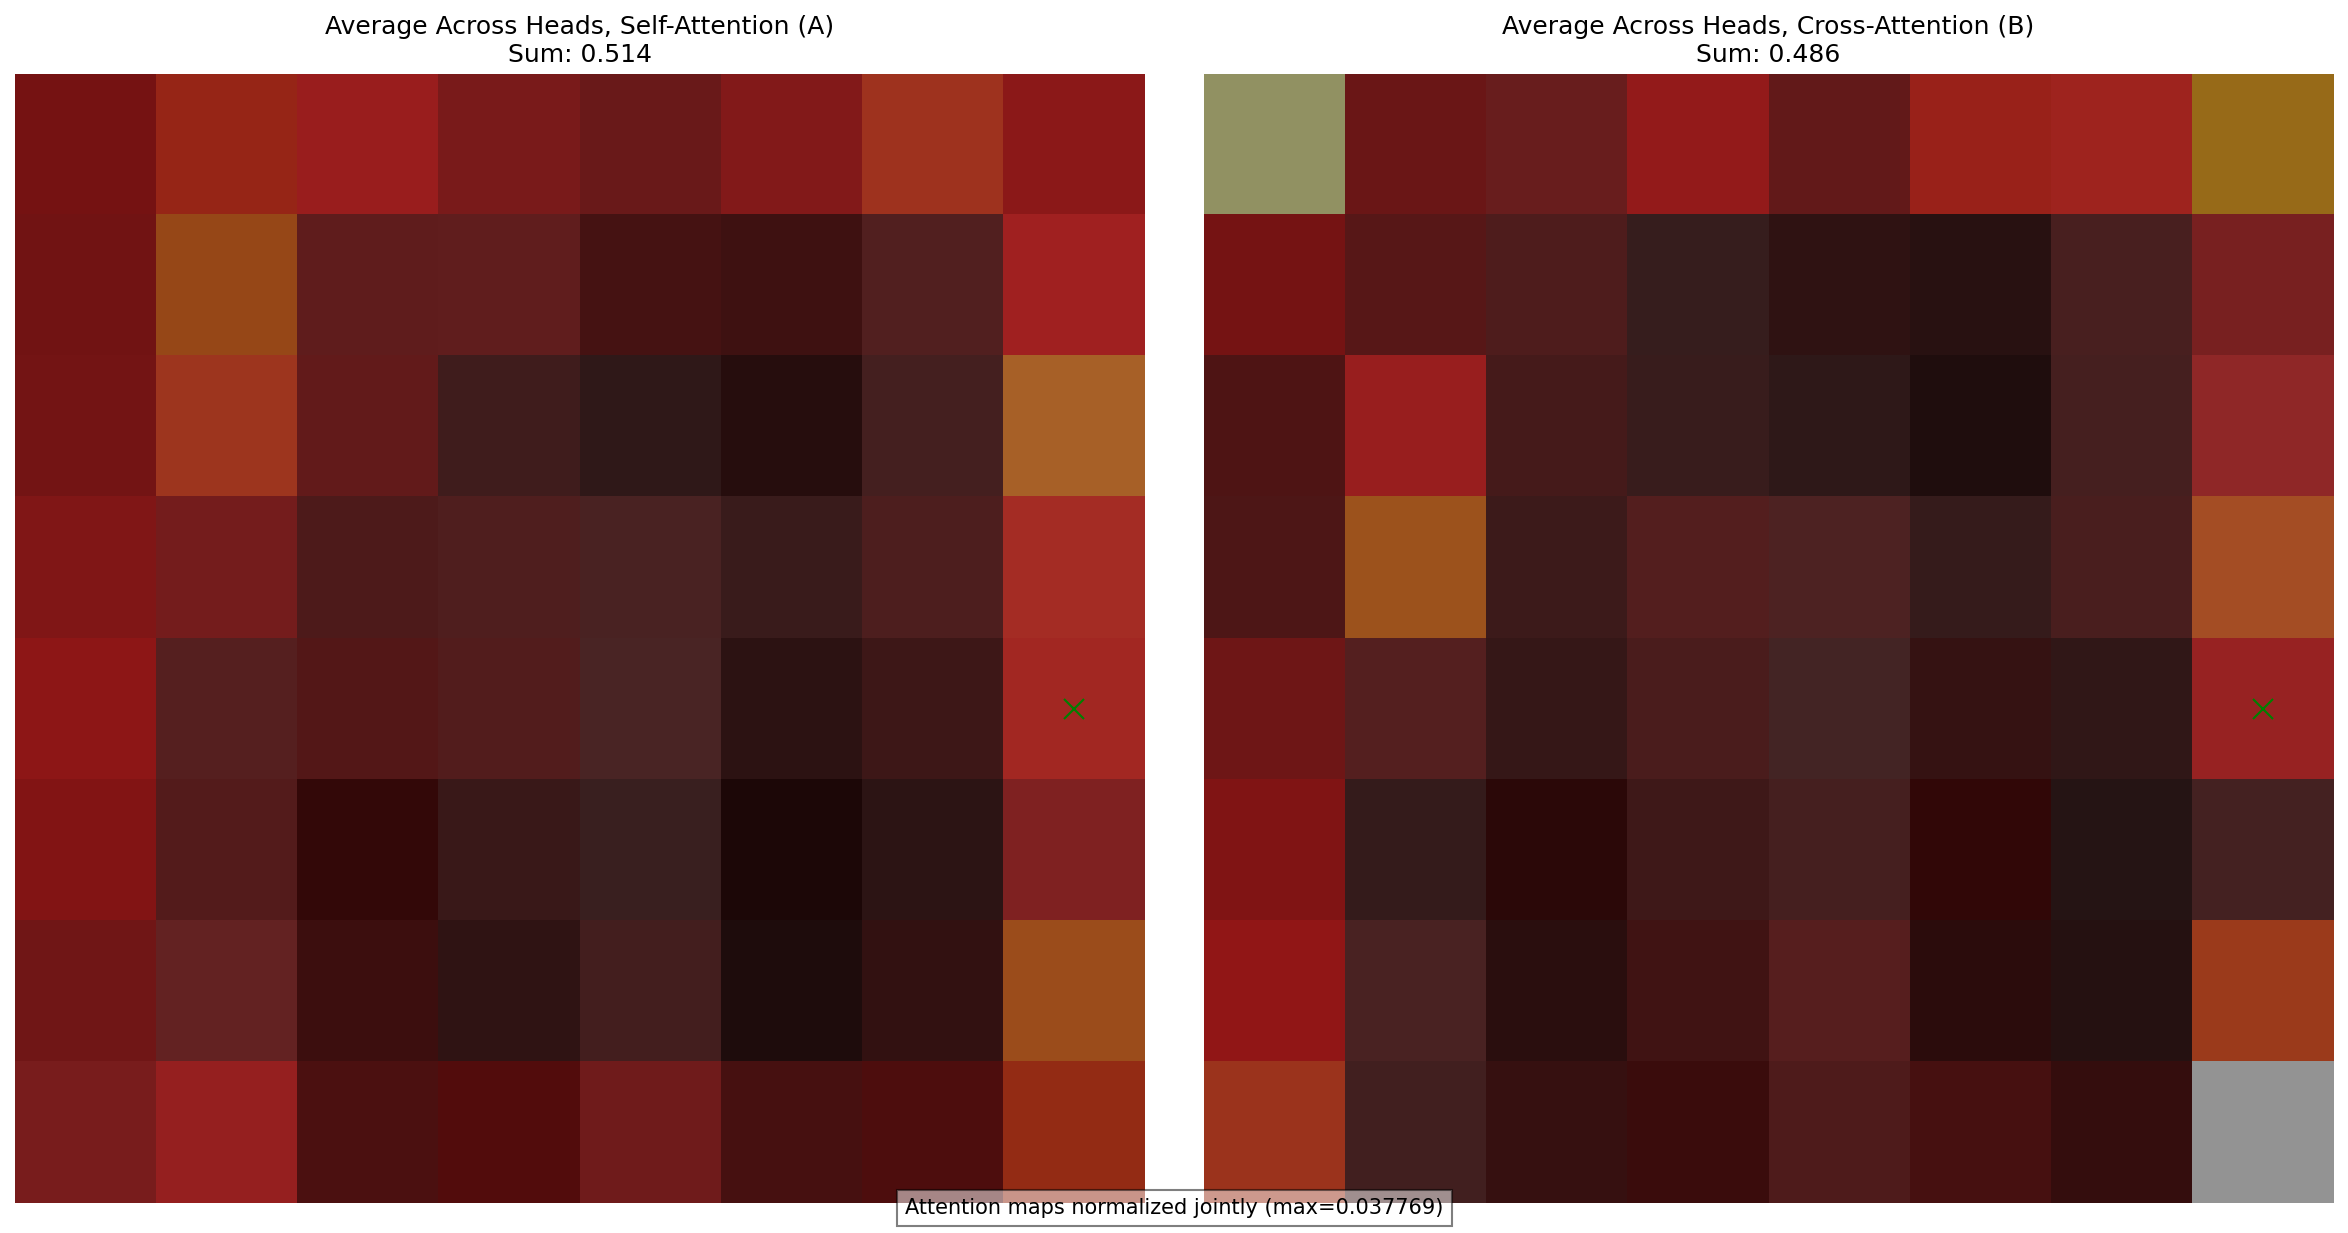 Average Across Heads, Self-Attention (A)
Sum: 0.514
Average Across Heads, Cross-Attention (B)
Sum: 0.486
Attention maps normalized jointly (max=0.037769)